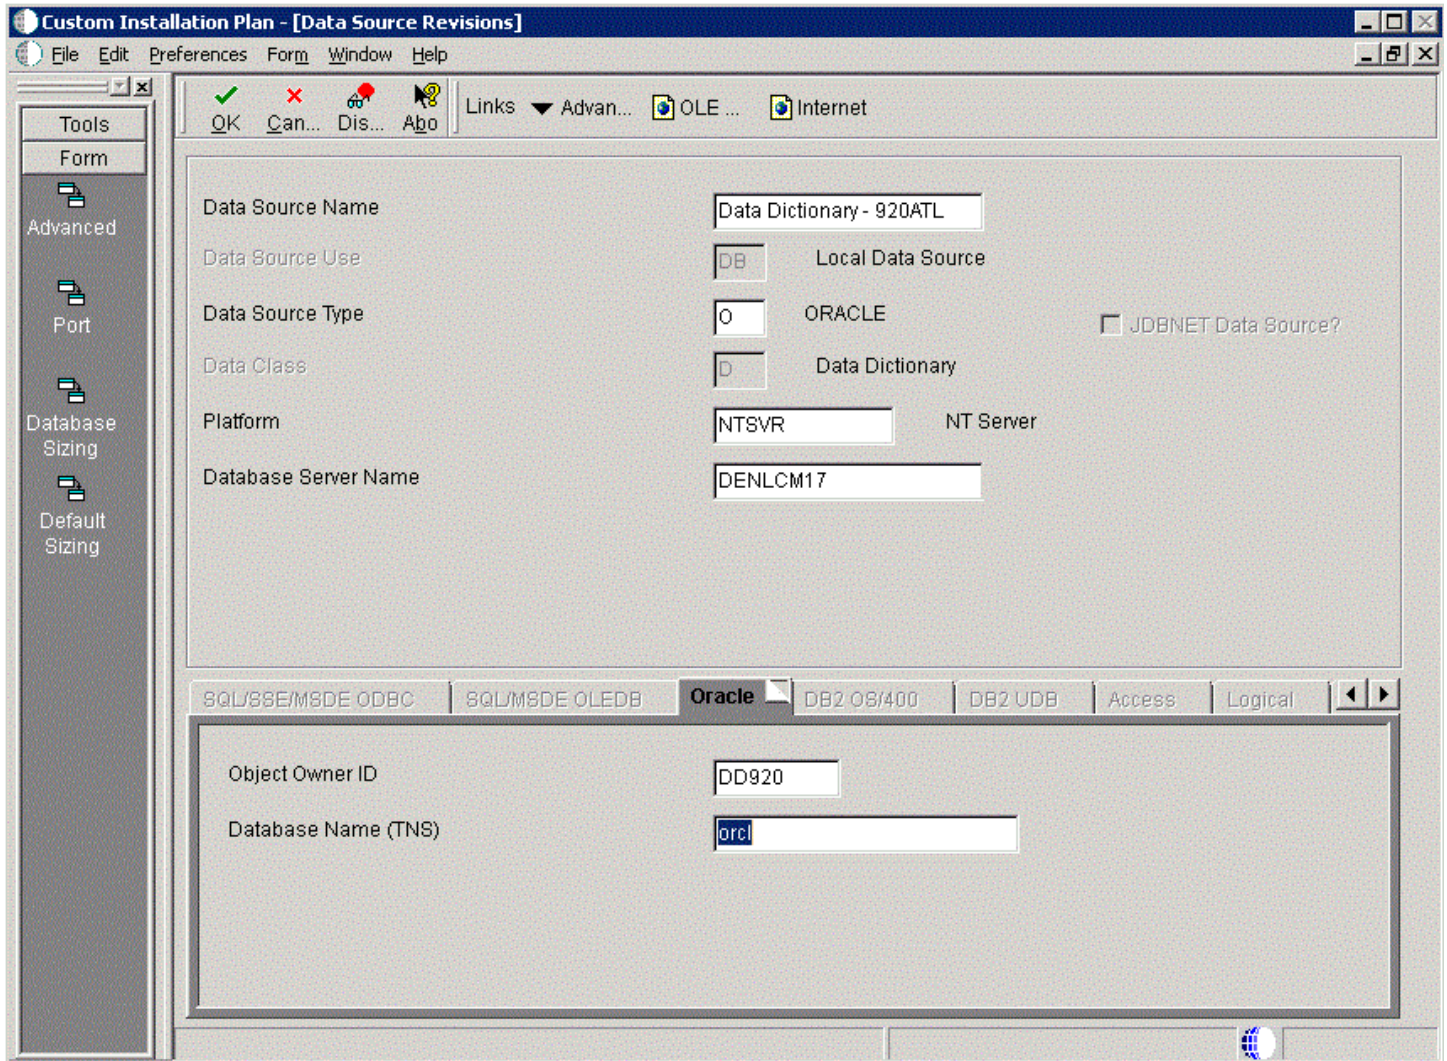 Custom Installation Plan - [Data Source Revisions]
File Edit Preferences Form Window Help
Tools
Form
Advanced
Port
Database
Sizing
Default
Sizing
OK Can... Dis... Abo Links Advan... OLE ... Internet
Data Source Name Data Dictionary - 920ATL
Data Source Use DB Local Data Source
Data Source Type O ORACLE JDBNET Data Source?
Data Class D Data Dictionary
Platform NTSVR NT Server
Database Server Name DENLCM17
SQL/SSE/MSDE ODBC SQL/MSDE OLEDB Oracle DB2 OS/400 DB2 UDB Access Logical
Object Owner ID DD920
Database Name (TNS) orcl